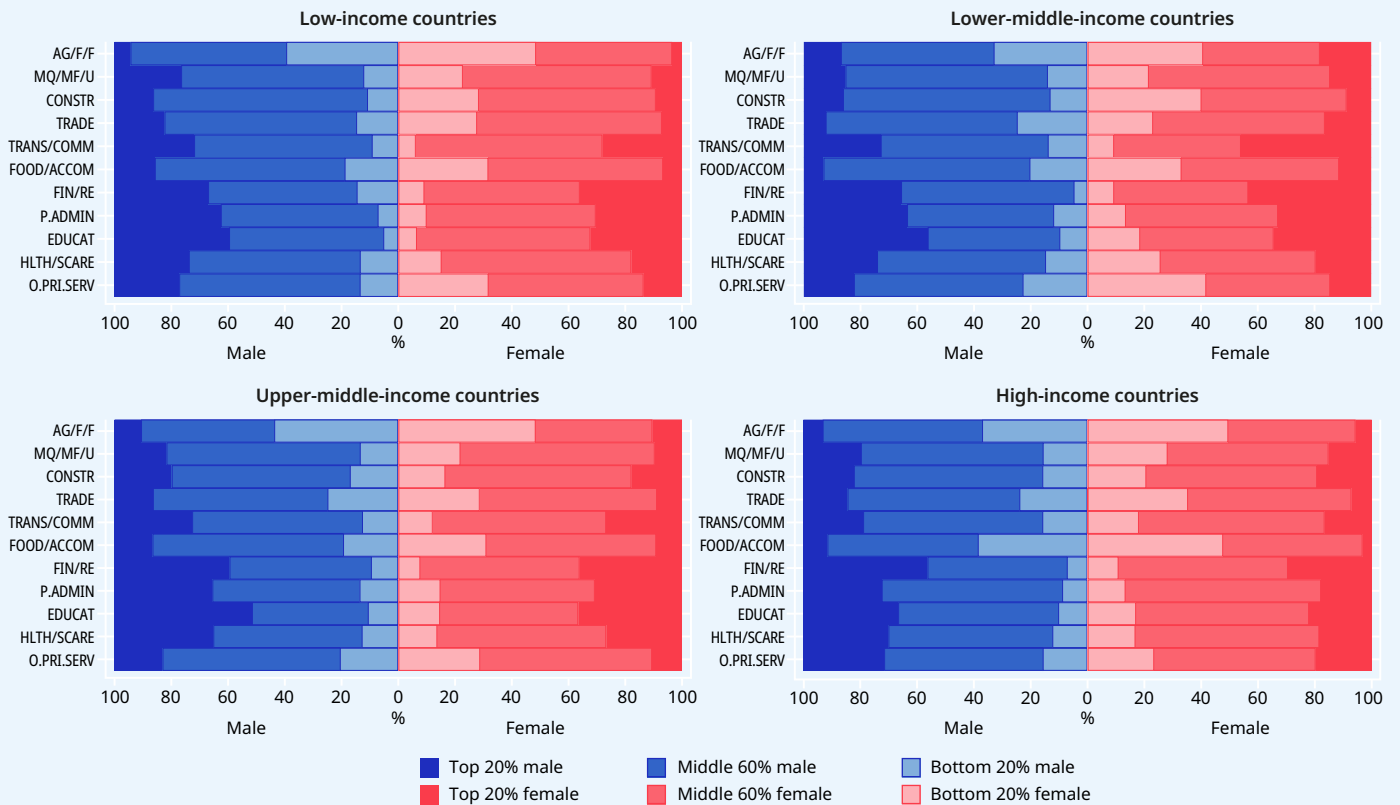 Low-income countries
AG/F/F
MQ/MF/U
CONSTR
TRADE
TRANS/COMM
FOOD/ACCOM
FIN/RE
P.ADMIN
EDUCAT
HLTH/SCARE
O.PRI.SERV
100 80 60 40 20 0 20 40 60 80 100
%
Male Female
Lower-middle-income countries
AG/F/F
MQ/MF/U
CONSTR
TRADE
TRANS/COMM
FOOD/ACCOM
FIN/RE
P.ADMIN
EDUCAT
HLTH/SCARE
O.PRI.SERV
100 80 60 40 20 0 20 40 60 80 100
%
Male Female
Upper-middle-income countries
AG/F/F
MQ/MF/U
CONSTR
TRADE
TRANS/COMM
FOOD/ACCOM
FIN/RE
P.ADMIN
EDUCAT
HLTH/SCARE
O.PRI.SERV
100 80 60 40 20 0 20 40 60 80 100
%
Male Female
High-income countries
AG/F/F
MQ/MF/U
CONSTR
TRADE
TRANS/COMM
FOOD/ACCOM
FIN/RE
P.ADMIN
EDUCAT
HLTH/SCARE
O.PRI.SERV
100 80 60 40 20 0 20 40 60 80 100
%
Male Female
Top 20% male Middle 60% male Bottom 20% male
Top 20% female Middle 60% female Bottom 20% female